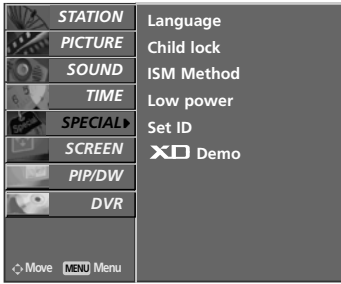 STATION
PICTURE
SOUND
TIME
SPECIAL
SCREEN
PIP/DW
DVR
Move MENU Menu
Language
Child lock
ISM Method
Low power
Set ID
XD Demo